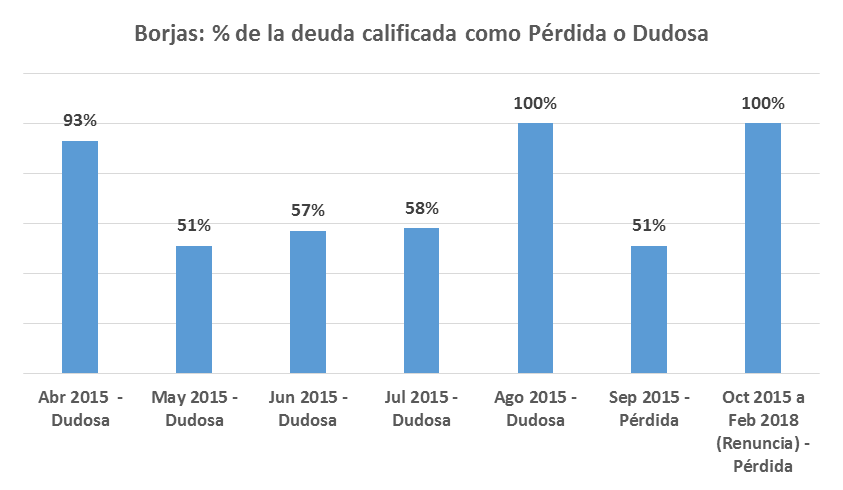 Borjas: % de la deuda calificada como Pérdida o Dudosa
93%
51%
57%
58%
100%
51%
100%
Abr 2015 -
Dudosa
May 2015 -
Dudosa
Jun 2015 -
Dudosa
Jul 2015 -
Dudosa
Ago 2015 -
Dudosa
Sep 2015 -
Pérdida
Oct 2015 a
Feb 2018
(Renuncia) -
Pérdida